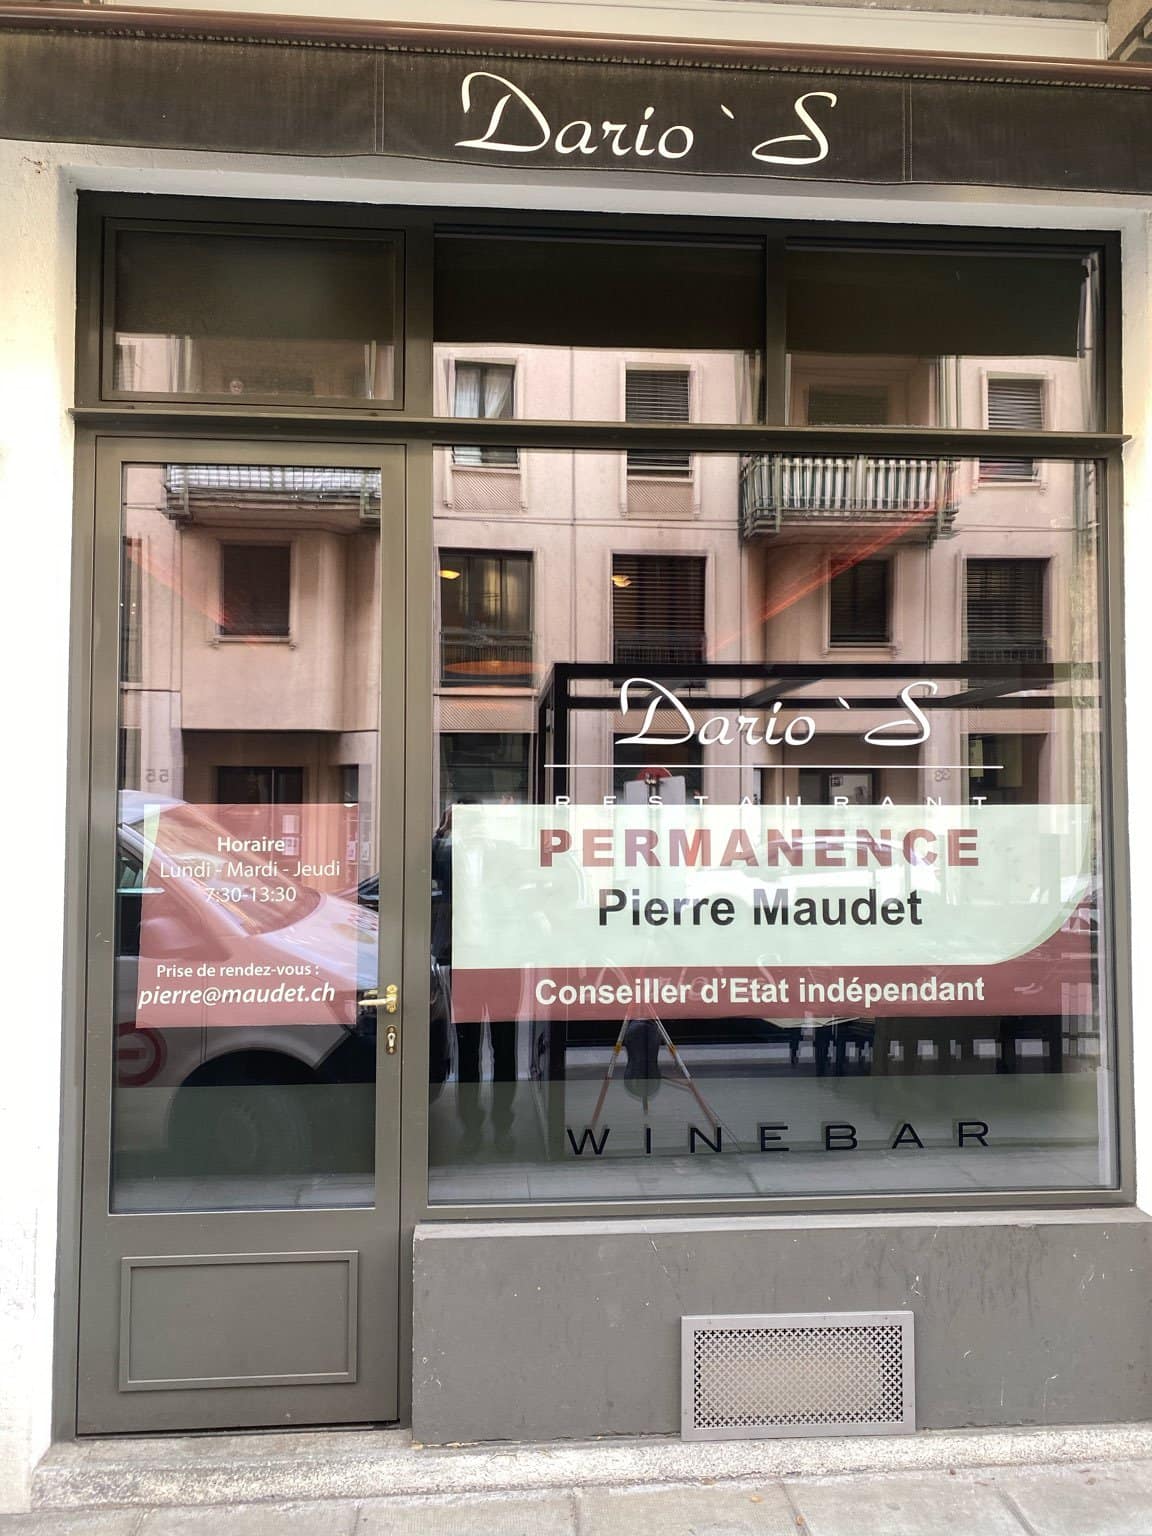 Dario`S
Dario`S
RESTAURANT
PERMANENCE
Pierre Maudet
Conseiller d'Etat indépendant
WINEBAR
Horaire
Lundi - Mardi - Jeudi
7:30-13:30
Prise de rendez-vous :
pierre@maudet.ch